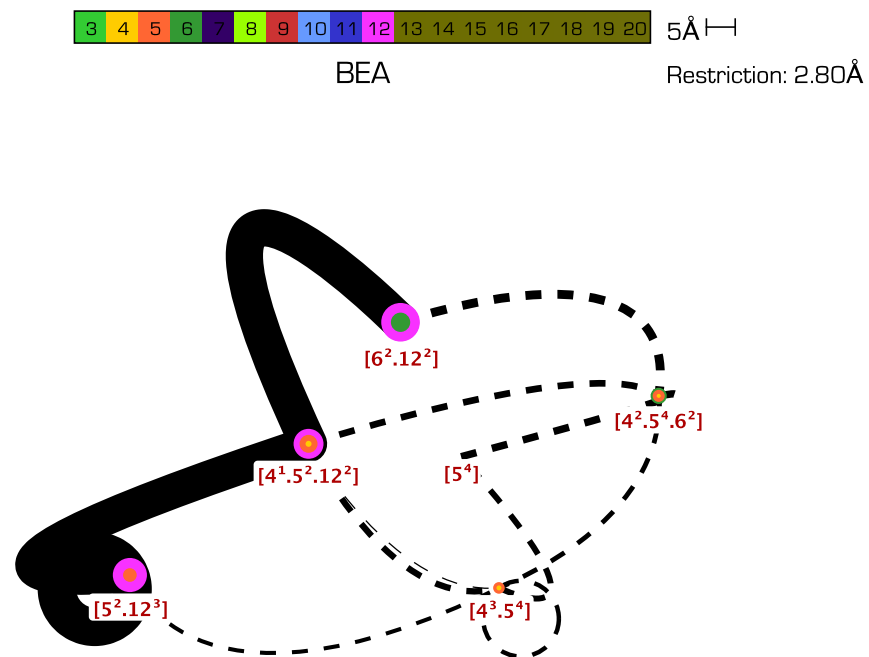 3 4 5 6 7 8 9 10 11 12 13 14 15 16 17 18 19 20 5Å
BEA Restriction: 2.80Å
[6².12²]
[4².5⁴.6²]
[4¹.5².12²] [5⁴]
[5².12³] [4³.5⁴]